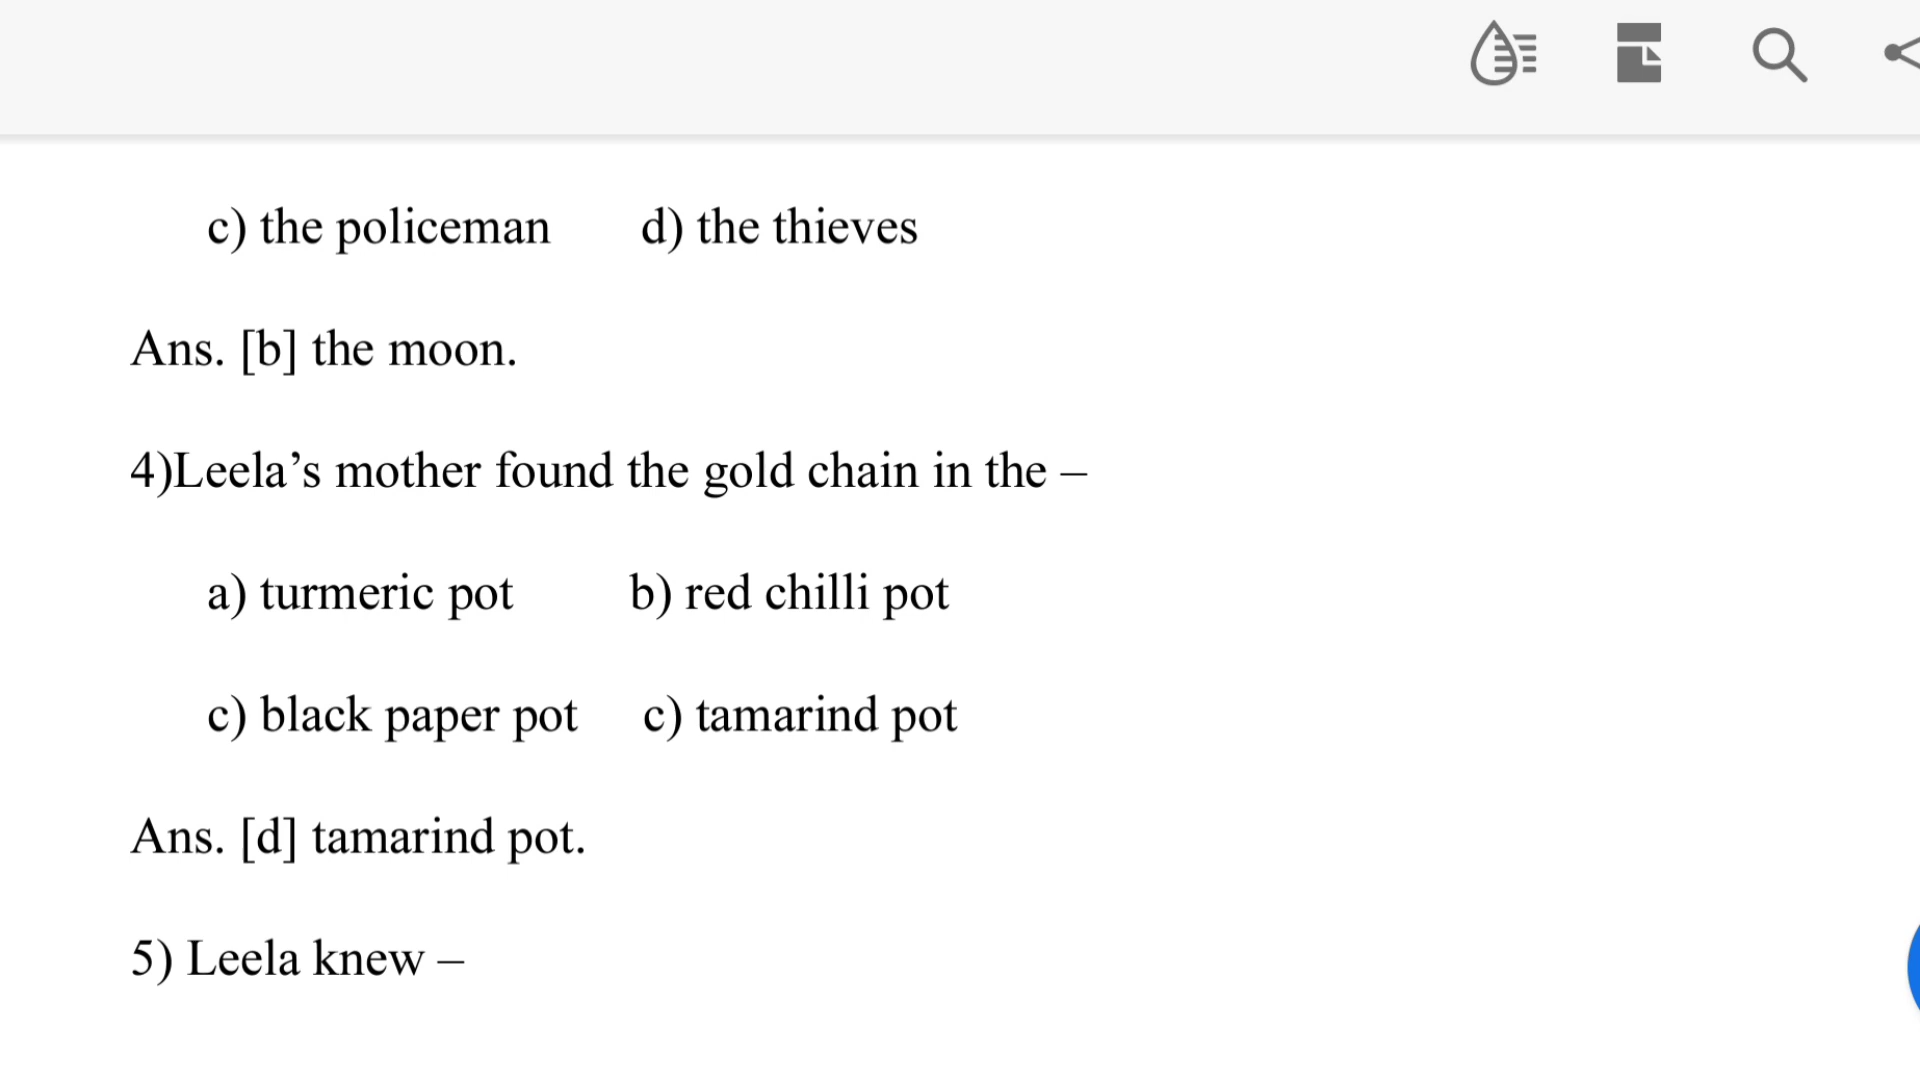 c) the policeman d) the thieves
Ans. [b] the moon.
4)Leela’s mother found the gold chain in the –
a) turmeric pot b) red chilli pot
c) black paper pot c) tamarind pot
Ans. [d] tamarind pot.
5) Leela knew –